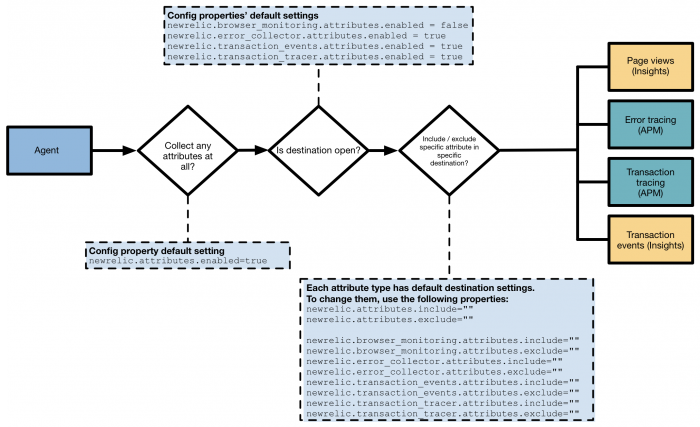 Config properties' default settings
newrelic.browser_monitoring.attributes.enabled = false
newrelic.error_collector.attributes.enabled = true
newrelic.transaction_events.attributes.enabled = true
newrelic.transaction_tracer.attributes.enabled = true
Agent
Collect any
attributes at
all?
Is destination open?
Include / exclude
specific attribute in
specific
destination?
Page views
(Insights)
Error tracing
(APM)
Transaction
tracing
(APM)
Transaction
events (Insights)
Config property default setting
newrelic.attributes.enabled=true
Each attribute type has default destination settings.
To change them, use the following properties:
newrelic.attributes.include=""
newrelic.attributes.exclude=""
newrelic.browser_monitoring.attributes.include=""
newrelic.browser_monitoring.attributes.exclude=""
newrelic.error_collector.attributes.include=""
newrelic.error_collector.attributes.exclude=""
newrelic.transaction_events.attributes.include=""
newrelic.transaction_events.attributes.exclude=""
newrelic.transaction_tracer.attributes.include=""
newrelic.transaction_tracer.attributes.exclude=""